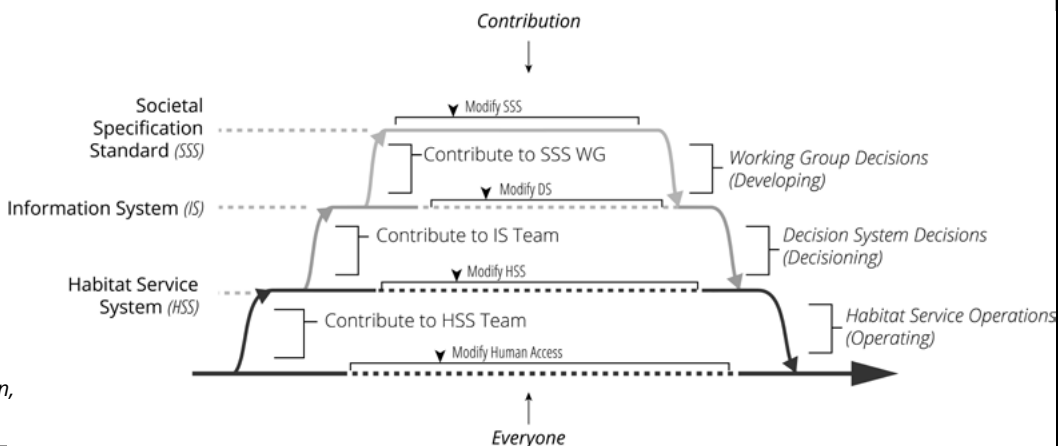 Contribution
Societal
Specification
Standard (SSS)
Modify SSS
Contribute to SSS WG
Working Group Decisions
(Developing)
Information System (IS)
Modify DS
Contribute to IS Team
Decision System Decisions
(Decisioning)
Habitat Service
System (HSS)
Modify HSS
Contribute to HSS Team
Habitat Service Operations
(Operating)
Modify Human Access
n,
Everyone